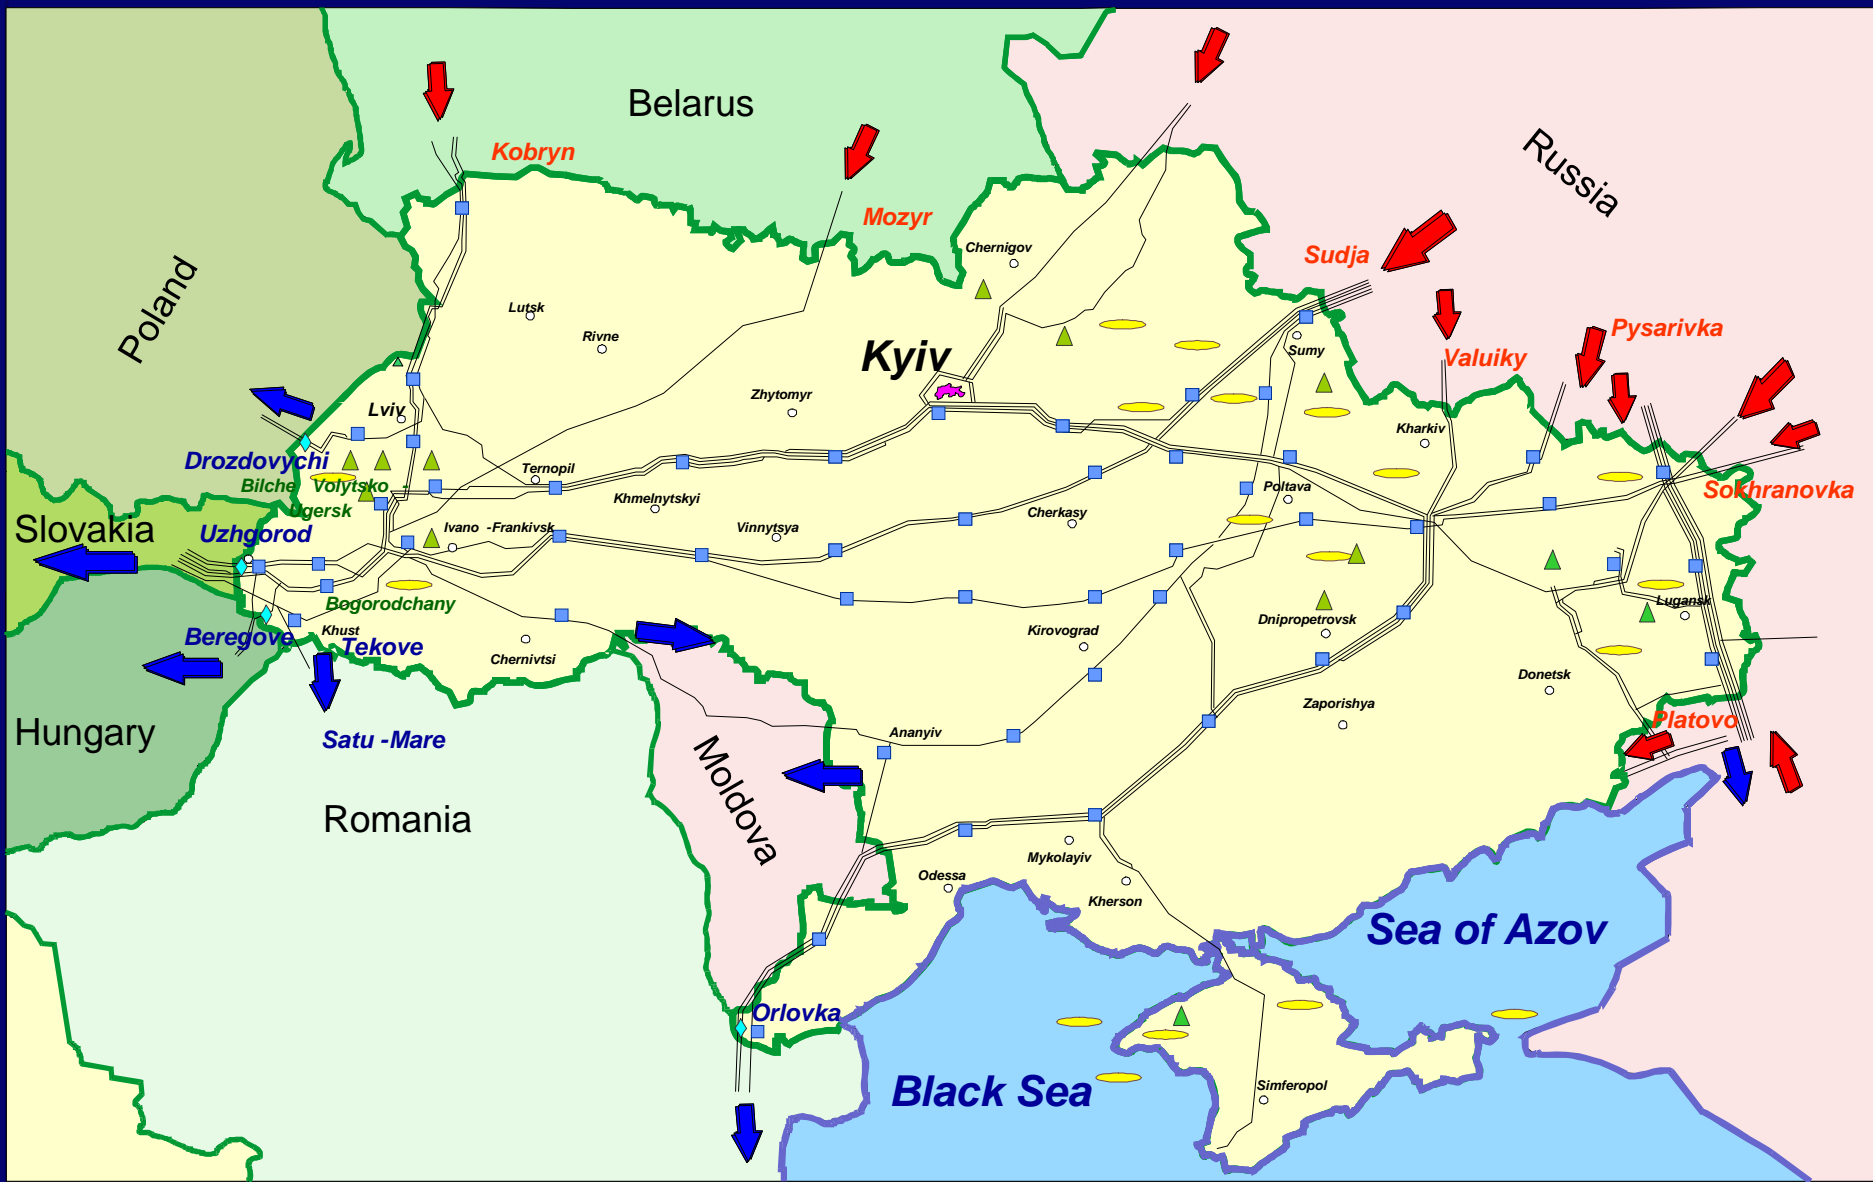 Belarus
Kobryn
Russia
Mozyr
Chernigov
Sudja
Poland
Lutsk
Rivne
Kyiv
Sumy
Pysarivka
Valuiky
Zhytomyr
Lviv
Kharkiv
Drozdovychi
Ternopil
Bilche Volytsko -
Ugersk
Khmelnytskyi
Poltava
Sokhranovka
Slovakia
Uzhgorod
Ivano -Frankivsk
Vinnytsya
Cherkasy
Bogorodchany
Lugansk
Beregove
Khust
Tekove
Chernivtsi
Kirovograd
Dnipropetrovsk
Donetsk
Hungary
Satu -Mare
Ananyiv
Zaporishya
Platovo
Romania
Moldova
Mykolayiv
Odessa
Kherson
Sea of Azov
Orlovka
Black Sea
Simferopol